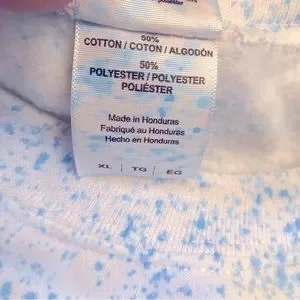 polyester
50%
COTTON / COTON / ALGODÓN
50%
POLYESTER / POLYESTER
POLIÉSTER
Made in Honduras
Fabriqué au Honduras
Hecho en Honduras
XL | TG | EG